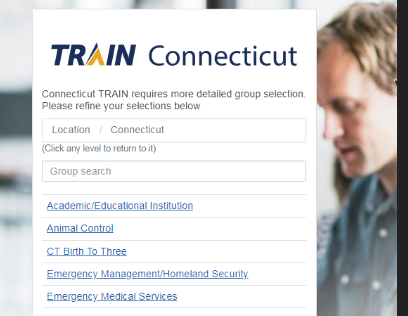 TRAIN Connecticut
Connecticut TRAIN requires more detailed group selection.
Please refine your selections below
Location / Connecticut
(Click any level to return to it)
Group search
Academic/Educational Institution
Animal Control
CT Birth To Three
Emergency Management/Homeland Security
Emergency Medical Services